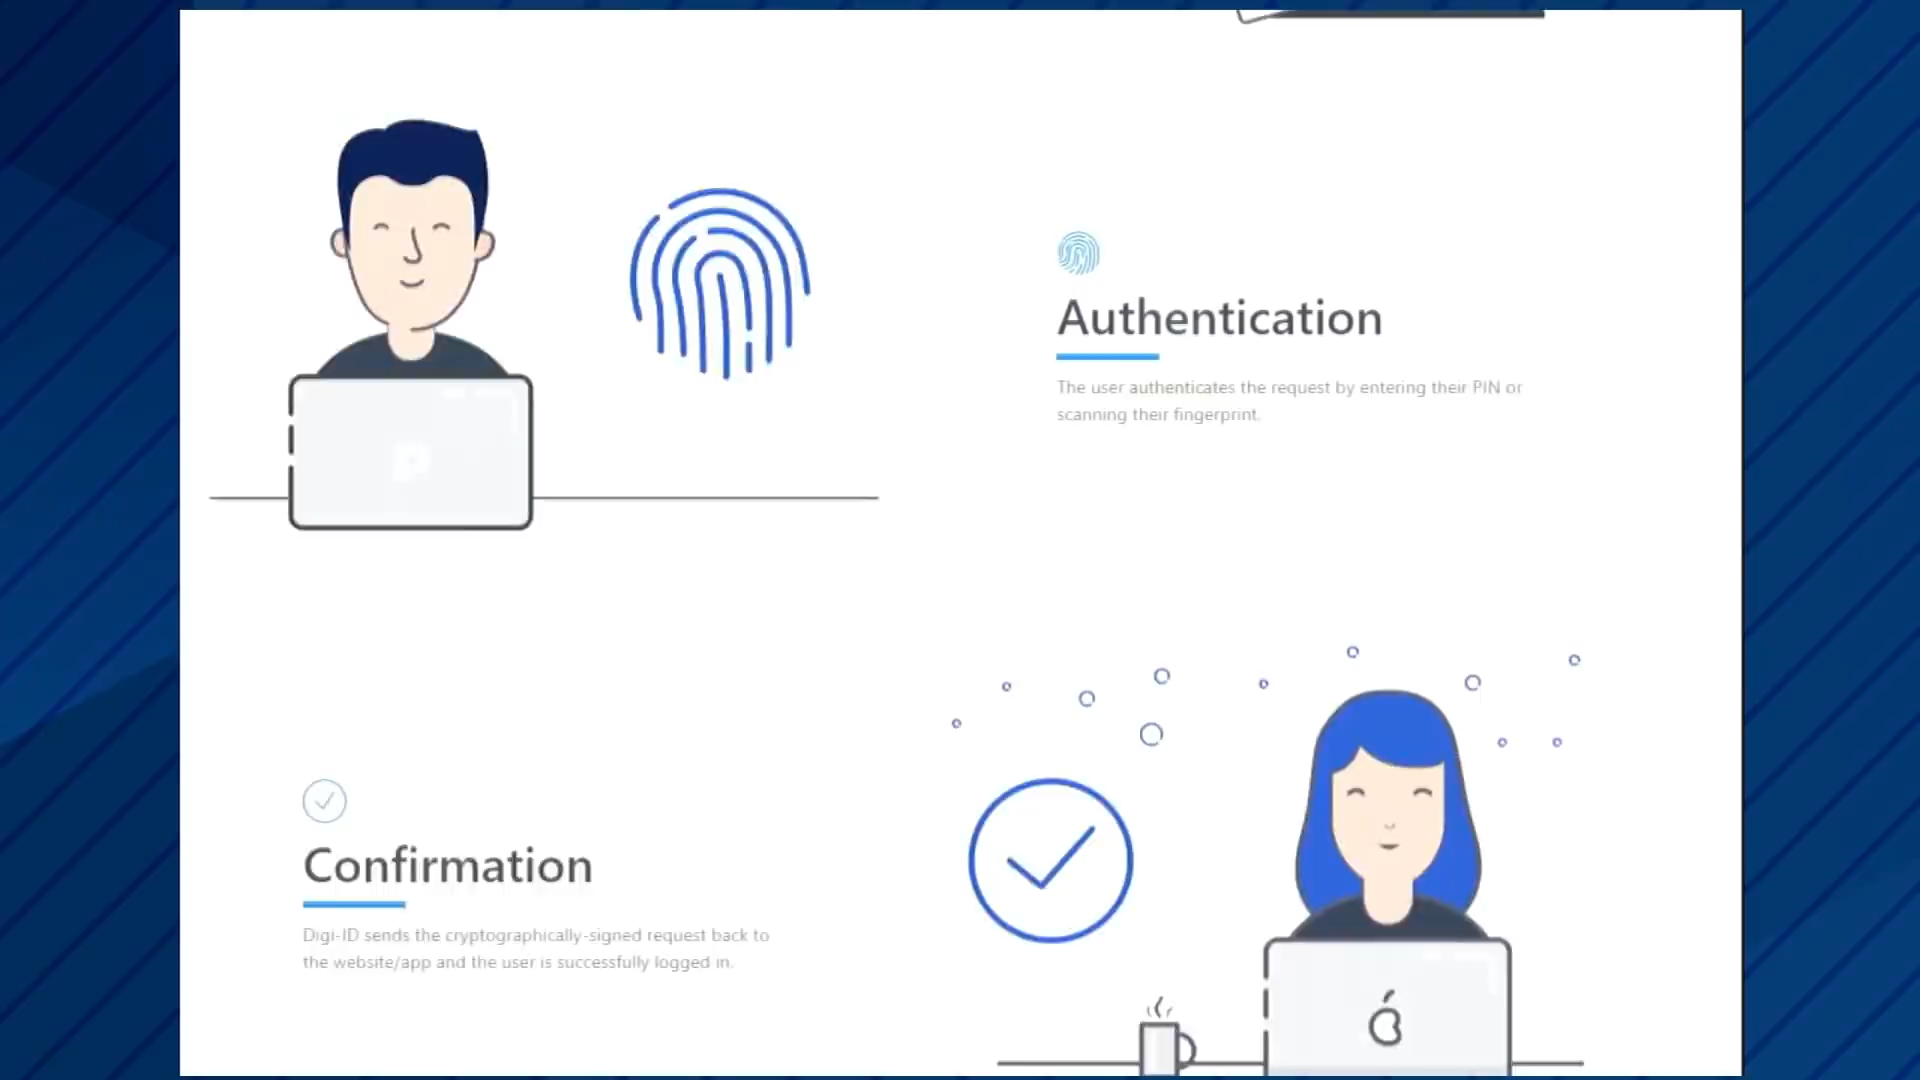 Authentication
The user authenticates the request by entering their PIN or
scanning their fingerprint.
Confirmation
Digi-ID sends the cryptographically-signed request back to
the website/app and the user is successfully logged in.